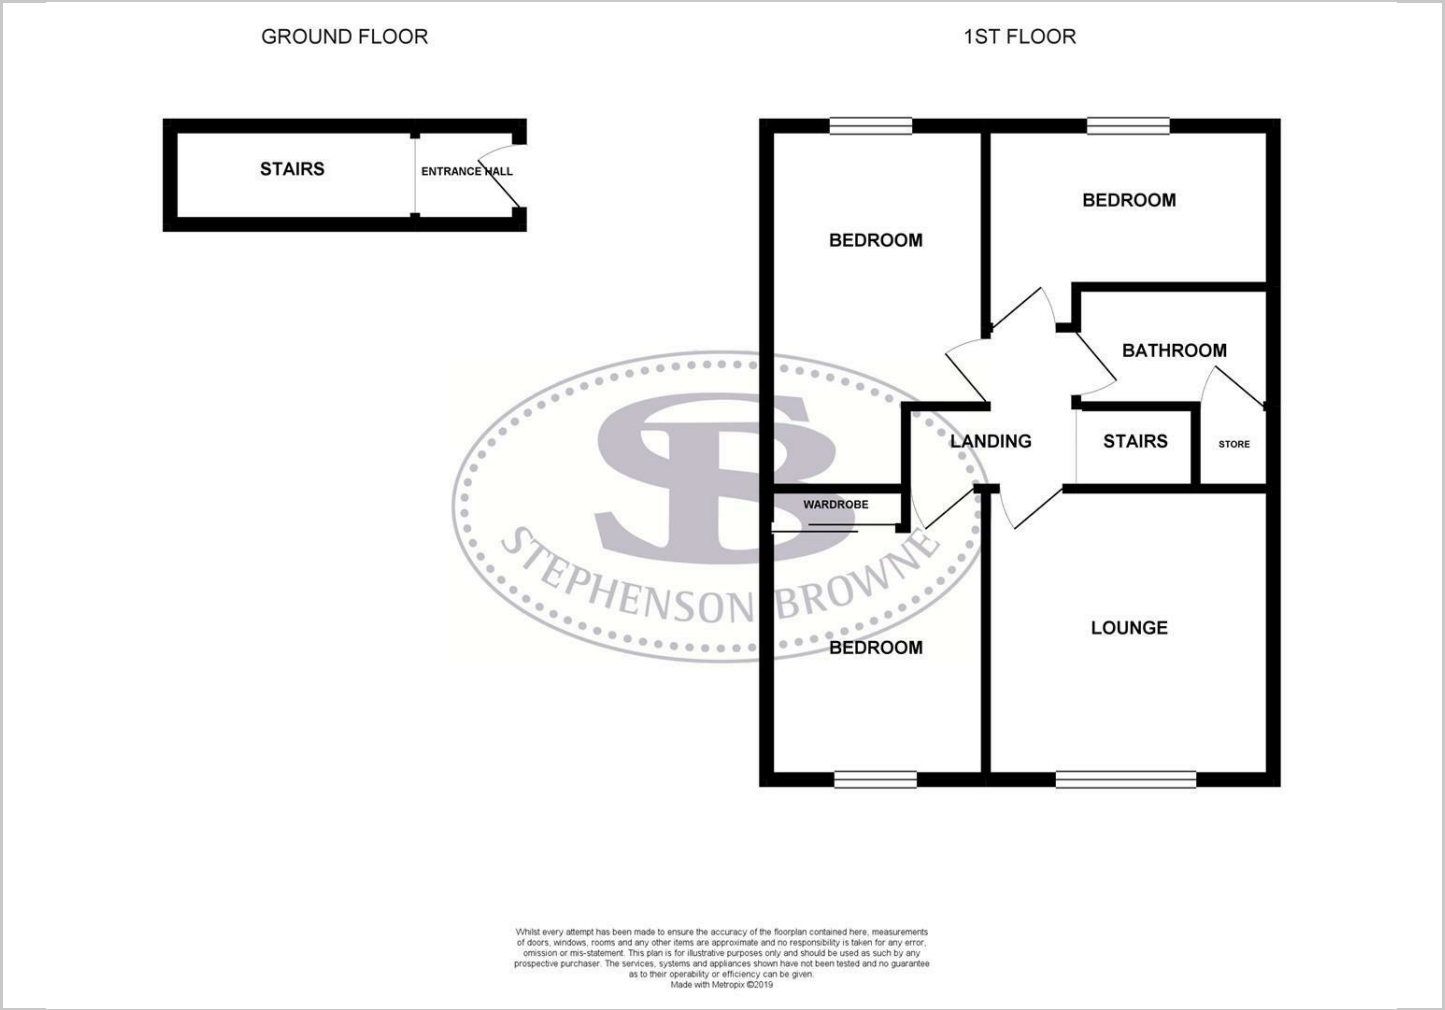 GROUND FLOOR
1ST FLOOR
STAIRS
ENTRANCE HALL
BEDROOM
BEDROOM
BATHROOM
LANDING
STAIRS
STORE
WARDROBE
STEPHENSON BROWNE
SB
LOUNGE
BEDROOM
Whilst every attempt has been made to ensure the accuracy of the floorplan contained here, measurements
of doors, windows, rooms and any other items are approximate and no responsibility is taken for any error,
omission or mis-statement. This plan is for illustrative purposes only and should be used as such by any
prospective purchaser. The services, systems and appliances shown have not been tested and no guarantee
as to their operability or efficiency can be given.
Made with Metropix ©2019